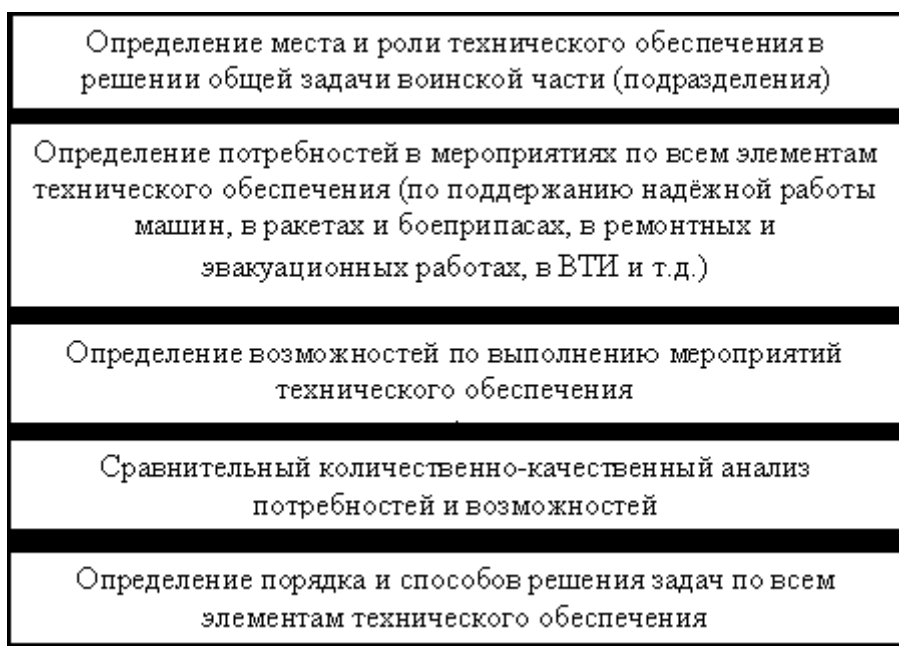 Определение места и роли технического обеспечения в
решении общей задачи воинской части (подразделения)
Определение потребностей в мероприятиях по всем элементам
технического обеспечения (по поддержанию надёжной работы
машин, в ракетах и боеприпасах, в ремонтных и
эвакуационных работах, в ВТИ и т.д.)
Определение возможностей по выполнению мероприятий
технического обеспечения
Сравнительный количественно-качественный анализ
потребностей и возможностей
Определение порядка и способов решения задач по всем
элементам технического обеспечения